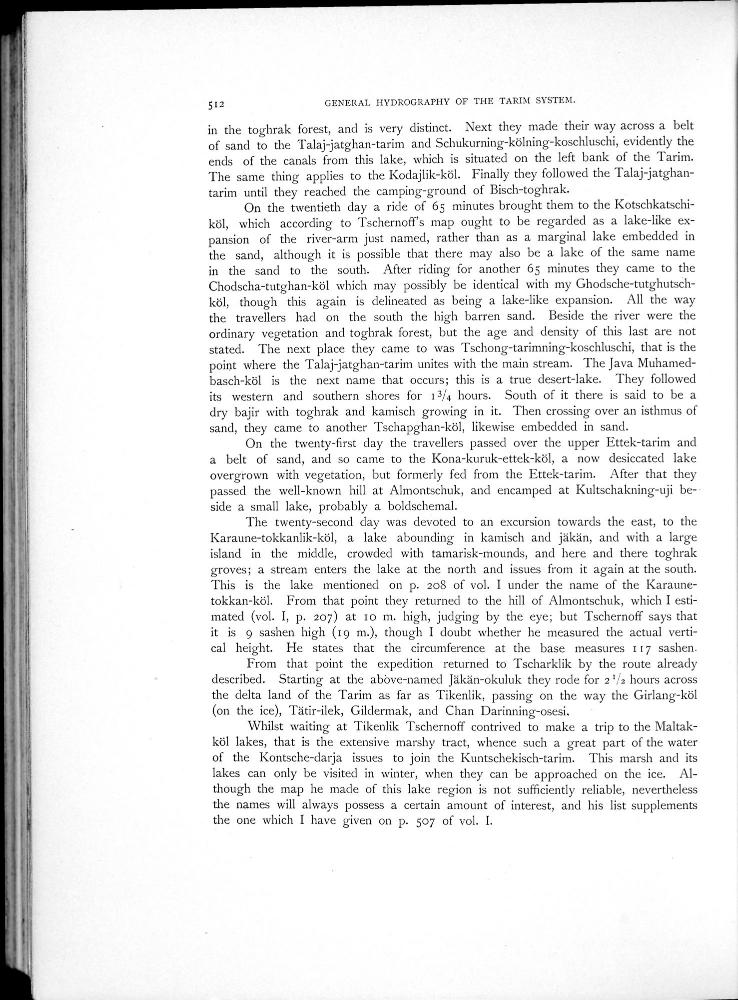 512 GENERAL HYDROGRAPHY OF THE TARIM SYSTEM.
in the toghrak forest, and is very distinct. Next they made their way across a belt
of sand to the Talaj-jatghan-tarim and Schukurning-kölning-koschluschi, evidently the
ends of the canals from this lake, which is situated on the left bank of the Tarim.
The same thing applies to the Kodajlik-köl. Finally they followed the Talaj-jatghan-
tarim until they reached the camping-ground of Bisch-toghrak.
On the twentieth day a ride of 65 minutes brought them to the Kotschkatschi-
köl, which according to Tschernoff's map ought to be regarded as a lake-like ex-
pansion of the river-arm just named, rather than as a marginal lake embedded in
the sand, although it is possible that there may also be a lake of the same name
in the sand to the south. After riding for another 65 minutes they came to the
Chodscha-tutghan-köl which may possibly be identical with my Ghodsche-tutghutsch-
köl, though this again is delineated as being a lake-like expansion. All the way
the travellers had on the south the high barren sand. Beside the river were the
ordinary vegetation and toghrak forest, but the age and density of this last are not
stated. The next place they came to was Tschong-tarimning-koschluschi, that is the
point where the Talaj-jatghan-tarim unites with the main stream. The Java Muhamed-
basch-köl is the next name that occurs; this is a true desert-lake. They followed
its western and southern shores for 1 3/4 hours. South of it there is said to be a
dry bajir with toghrak and kamisch growing in it. Then crossing over an isthmus of
sand, they came to another Tschapghan-köl, likewise embedded in sand.
On the twenty-first day the travellers passed over the upper Ettek-tarim and
a belt of sand, and so came to the Kona-kuruk-ettek-köl, a now desiccated lake
overgrown with vegetation, but formerly fed from the Ettek-tarim. After that they
passed the well-known hill at Almontschuk, and encamped at Kultschakning-uji be-
side a small lake, probably a boldschemal.
The twenty-second day was devoted to an excursion towards the east, to the
Karaune-tokkanlik-köl, a lake abounding in kamisch and jäkän, and with a large
island in the middle, crowded with tamarisk-mounds, and here and there toghrak
groves; a stream enters the lake at the north and issues from it again at the south.
This is the lake mentioned on p. 208 of vol. I under the name of the Karaune-
tokkan-köl. From that point they returned to the hill of Almontschuk, which I esti-
mated (vol. I, p. 207) at 10 m. high, judging by the eye; but Tschernoff says that
it is 9 sashen high (19 m.), though I doubt whether he measured the actual verti-
cal height. He states that the circumference at the base measures 117 sashen.
From that point the expedition returned to Tscharklik by the route already
described. Starting at the above-named Jäkän-okuluk they rode for 2 1/2 hours across
the delta land of the Tarim as far as Tikenlik, passing on the way the Girlang-köl
(on the ice), Tätir-ilek, Gildermak, and Chan Darinning-osesi.
Whilst waiting at Tikenlik Tschernoff contrived to make a trip to the Maltak-
köl lakes, that is the extensive marshy tract, whence such a great part of the water
of the Kontsche-darja issues to join the Kuntschekisch-tarim. This marsh and its
lakes can only be visited in winter, when they can be approached on the ice. Al-
though the map he made of this lake region is not sufficiently reliable, nevertheless
the names will always possess a certain amount of interest, and his list supplements
the one which I have given on p. 507 of vol. I.